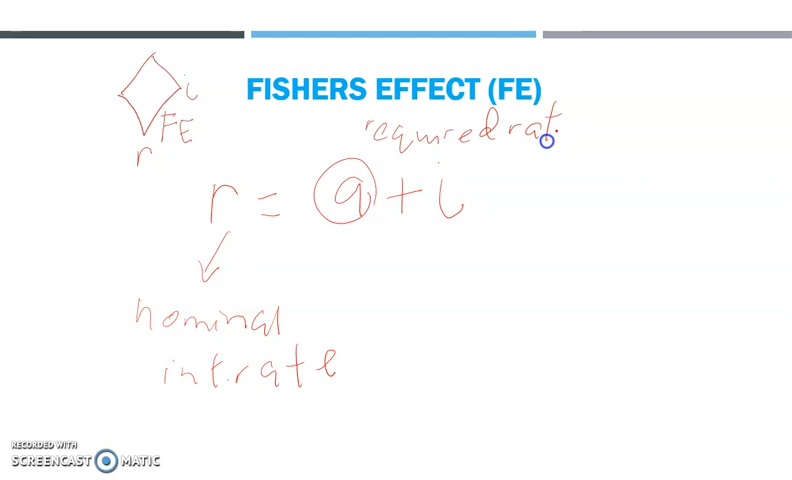 FISHERS EFFECT (FE)
i
FE
r
required rat
r = a + i
nominal
int. rate
RECORDED WITH
SCREENCAST MATIC